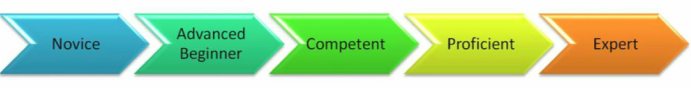 Novice
Advanced
Beginner
Competent
Proficient
Expert